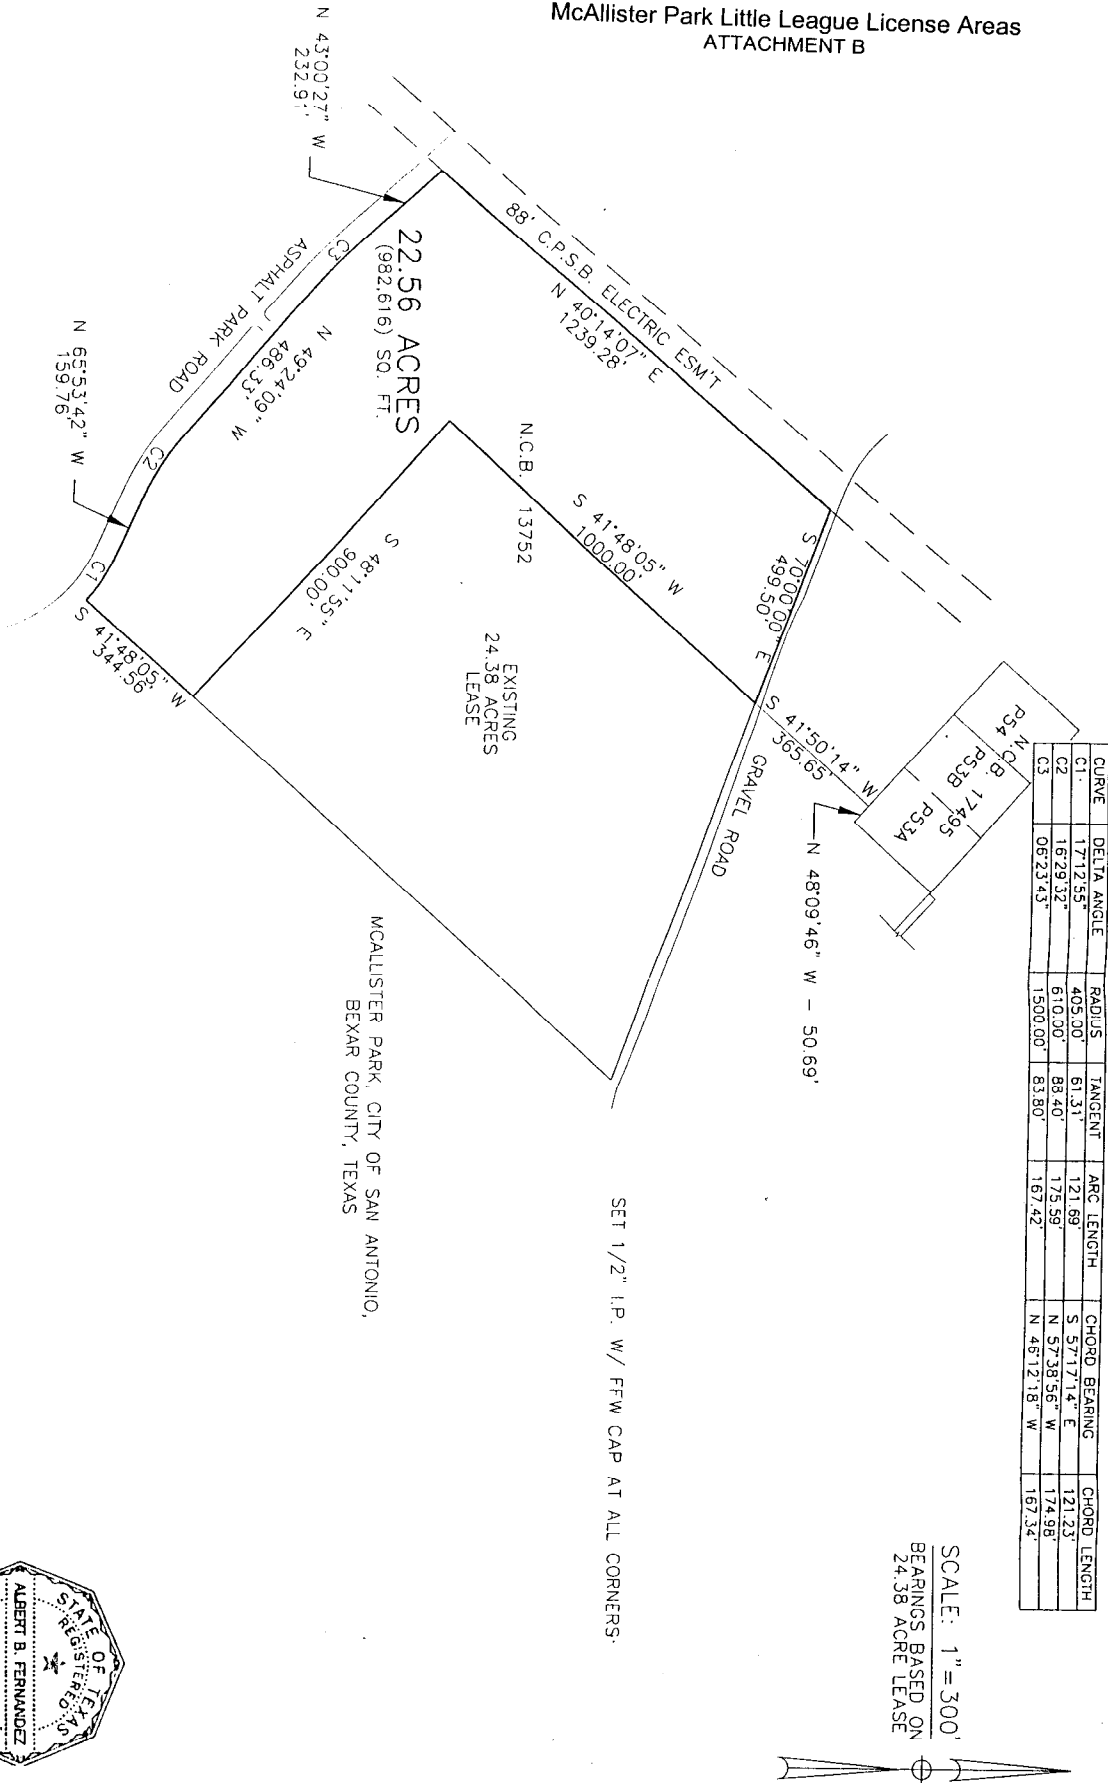 McAllister Park Little League License Areas
ATTACHMENT B
CURVE DELTA ANGLE RADIUS TANGENT ARC LENGTH CHORD BEARING CHORD LENGTH
C1 17°12'55" 405.00' 61.31' 121.69' S 57°17'14" E 121.23'
C2 16°29'32" 610.00' 88.40' 175.59' N 57°38'56" W 174.98'
C3 06°23'43" 1500.00' 83.80' 167.42' N 46°12'18" W 167.34'
SCALE: 1"=300'
BEARINGS BASED ON
24.38 ACRE LEASE
N 43°00'27" W
232.91'
88' C.P.S.B. ELECTRIC ESM'T
N 40°14'07" E
1239.28'
S 70°00'00" E
499.50'
S 41°50'14" W
365.65'
N.C.B. 17495
P54
P53B
P53A
N 48°09'46" W - 50.69'
GRAVEL ROAD
22.56 ACRES
(982,616) SQ. FT.
N.C.B. 13752
S 41°48'05" W
1000.00'
S 48°11'55" E
900.00'
EXISTING
24.38 ACRES
LEASE
C3
ASPHALT PARK ROAD
N 49°24'09" W
486.33'
C2
N 65°53'42" W
159.76'
C1
S 41°48'05" W
344.56'
MCALLISTER PARK, CITY OF SAN ANTONIO,
BEXAR COUNTY, TEXAS
SET 1/2" I.P. W/ FFW CAP AT ALL CORNERS
STATE OF TEXAS
REGISTERED
ALBERT B. FERNANDEZ